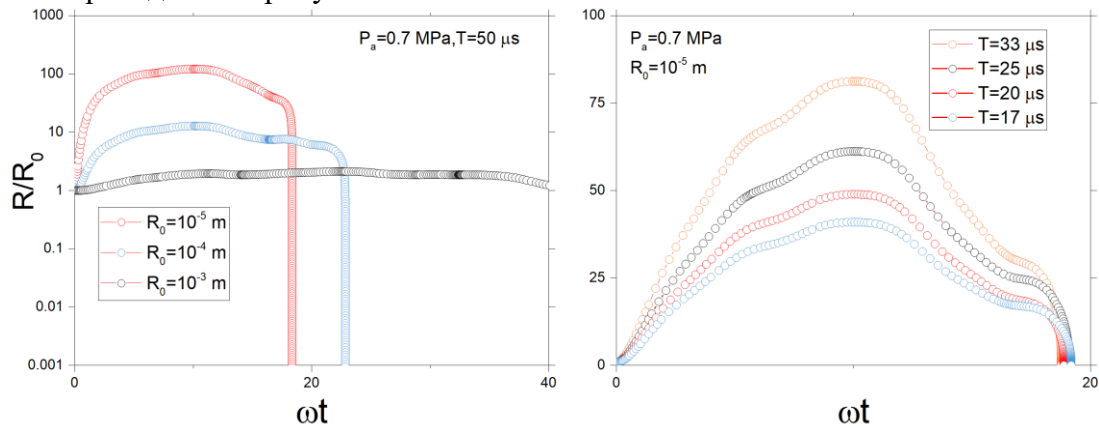 1000
100
10
1
0.1
0.01
0.001
R/R₀
Pₐ=0.7 MPa,T=50 μs
R₀=10⁻⁵ m
R₀=10⁻⁴ m
R₀=10⁻³ m
0
20
40
ωt
75
50
25
0
Pₐ=0.7 MPa
R₀=10⁻⁵ m
T=33 μs
T=25 μs
T=20 μs
T=17 μs
0
20
ωt